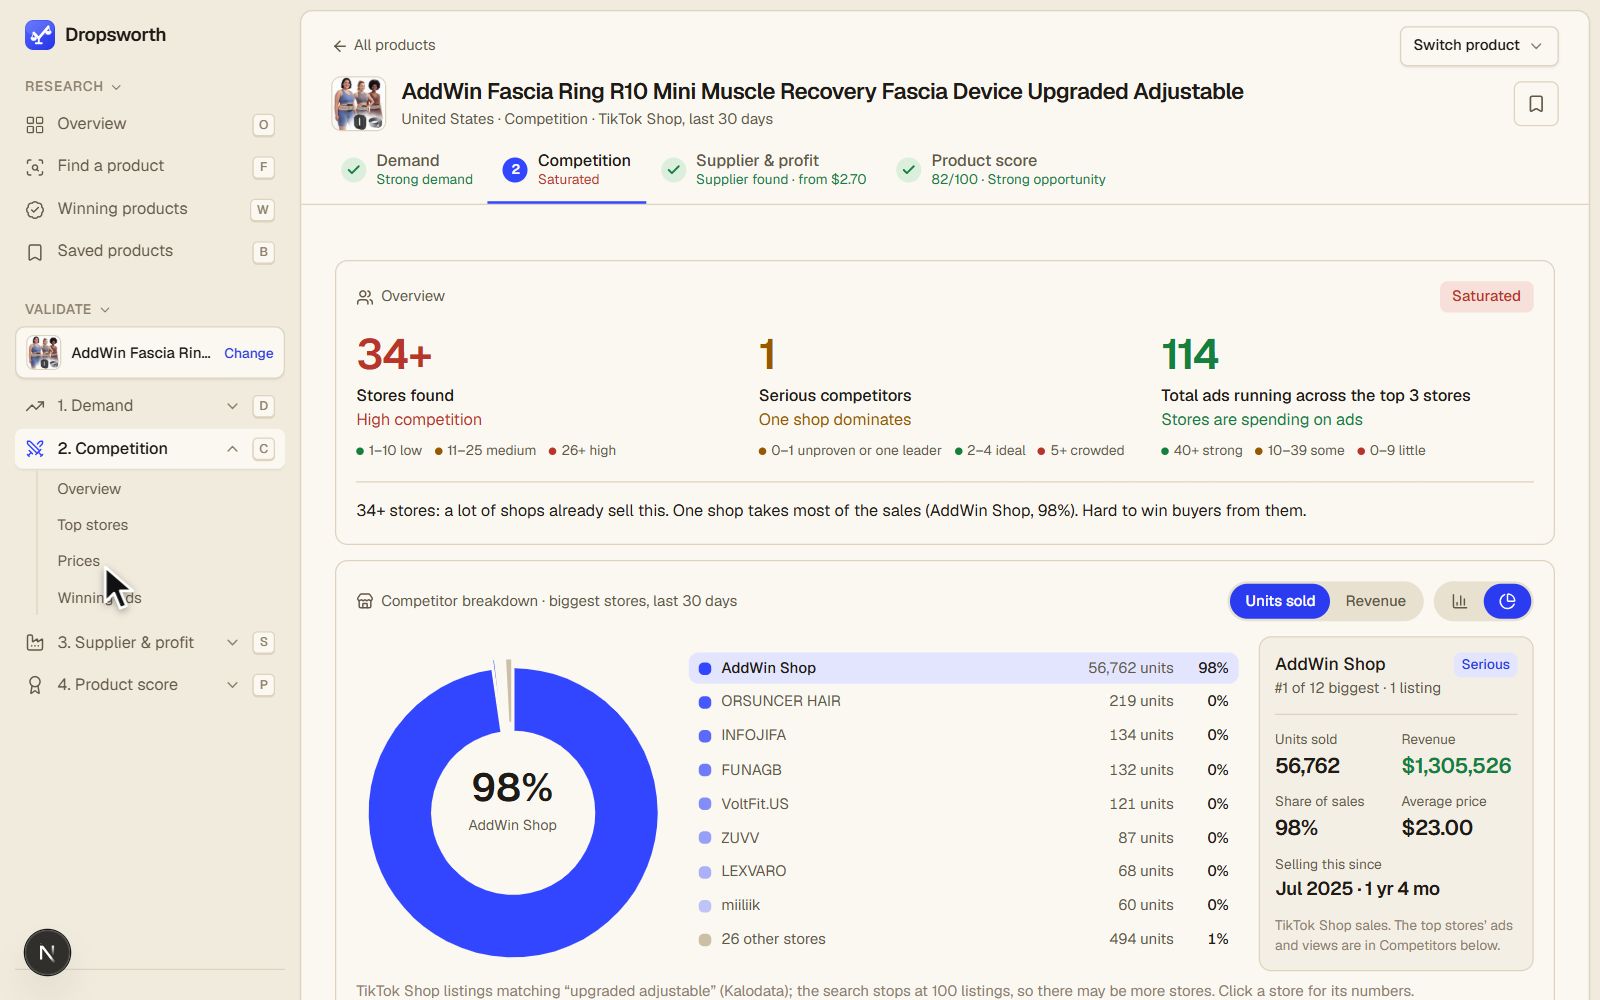 Dropsworth
RESEARCH
Overview O
Find a product F
Winning products W
Saved products B
VALIDATE
AddWin Fascia Rin... Change
1. Demand D
2. Competition C
Overview
Top stores
Prices
Winning ads
3. Supplier & profit S
4. Product score P
N
All products
Switch product
AddWin Fascia Ring R10 Mini Muscle Recovery Fascia Device Upgraded Adjustable
United States · Competition · TikTok Shop, last 30 days
Demand
Strong demand
2 Competition
Saturated
Supplier & profit
Supplier found · from $2.70
Product score
82/100 · Strong opportunity
Overview
Saturated
34+
Stores found
High competition
1–10 low 11–25 medium 26+ high
1
Serious competitors
One shop dominates
0–1 unproven or one leader 2–4 ideal 5+ crowded
114
Total ads running across the top 3 stores
Stores are spending on ads
40+ strong 10–39 some 0–9 little
34+ stores: a lot of shops already sell this. One shop takes most of the sales (AddWin Shop, 98%). Hard to win buyers from them.
Competitor breakdown · biggest stores, last 30 days
Units sold Revenue
98%
AddWin Shop
AddWin Shop 56,762 units 98%
ORSUNCER HAIR 219 units 0%
INFOJIFA 134 units 0%
FUNAGB 132 units 0%
VoltFit.US 121 units 0%
ZUVV 87 units 0%
LEXVARO 68 units 0%
miiliik 60 units 0%
26 other stores 494 units 1%
AddWin Shop Serious
#1 of 12 biggest · 1 listing
Units sold Revenue
56,762 $1,305,526
Share of sales Average price
98% $23.00
Selling this since
Jul 2025 · 1 yr 4 mo
TikTok Shop sales. The top stores’ ads
and views are in Competitors below.
TikTok Shop listings matching “upgraded adjustable” (Kalodata); the search stops at 100 listings, so there may be more stores. Click a store for its numbers.